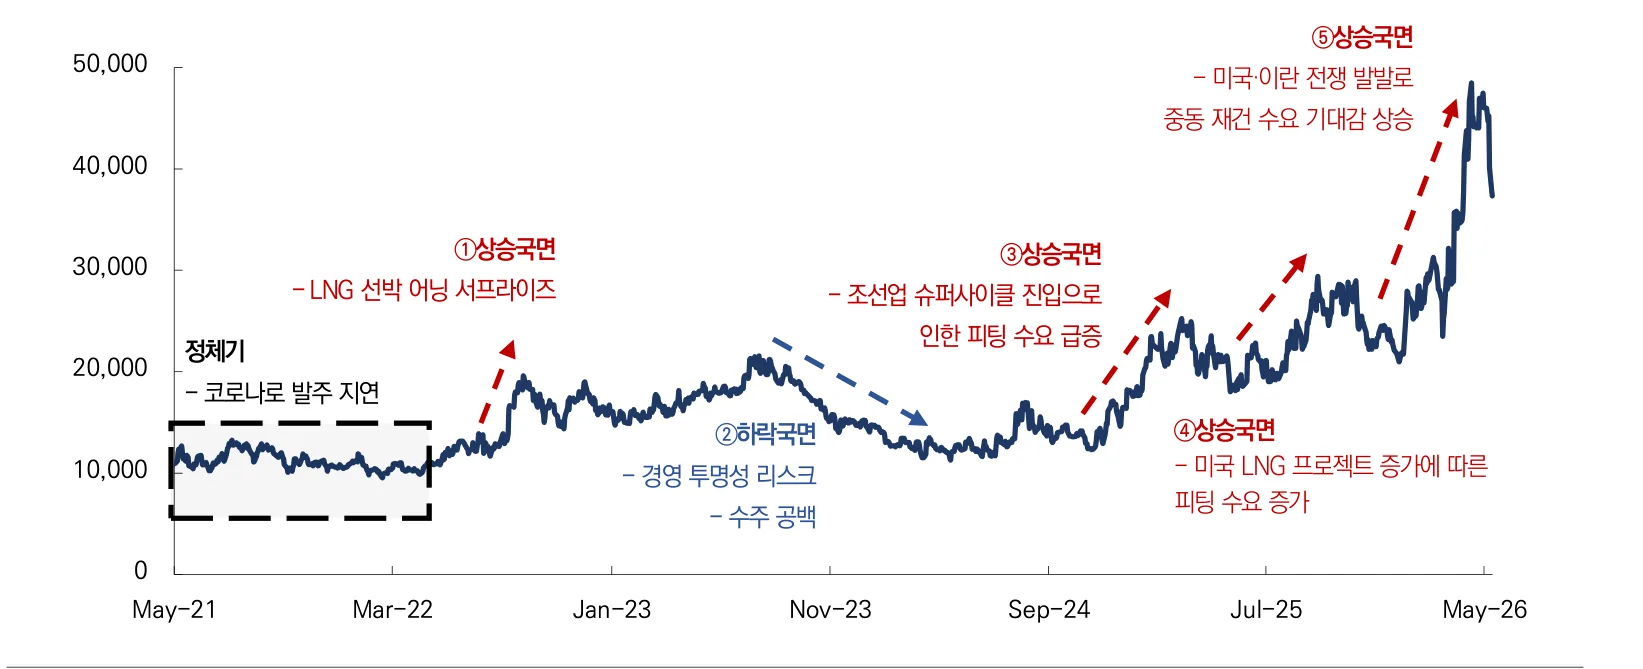 ⑤상승국면
– 미국·이란 전쟁 발발로
중동 재건 수요 기대감 상승
50,000
40,000
30,000
20,000
10,000
0
①상승국면
– LNG 선박 어닝 서프라이즈
③상승국면
– 조선업 슈퍼사이클 진입으로
인한 피팅 수요 급증
정체기
– 코로나로 발주 지연
②하락국면
– 경영 투명성 리스크
– 수주 공백
④상승국면
– 미국 LNG 프로젝트 증가에 따른
피팅 수요 증가
May-21
Mar-22
Jan-23
Nov-23
Sep-24
Jul-25
May-26